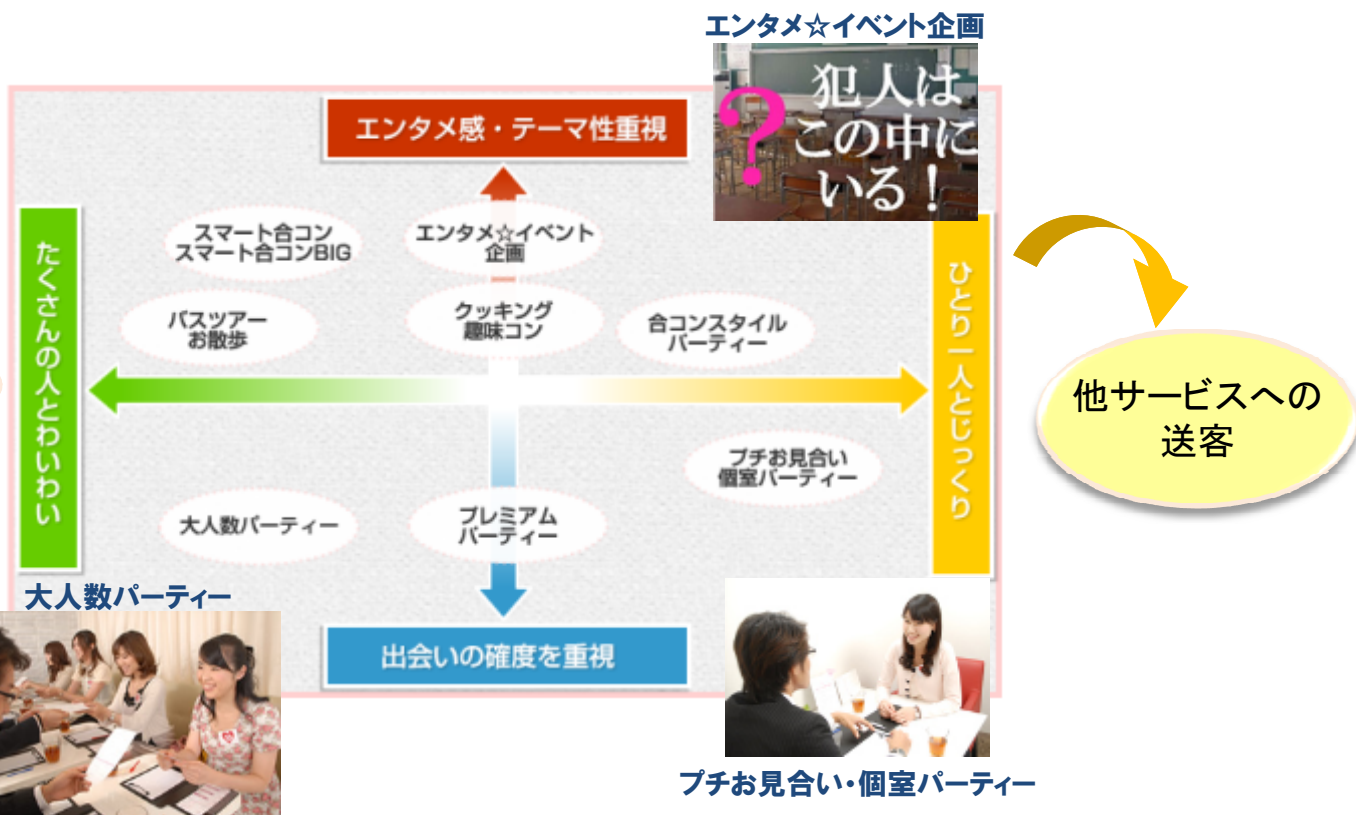 エンタメ☆イベント企画
犯人は
この中に
いる!
?
エンタメ感・テーマ性重視
たくさんの人とわいわい
スマート合コン
スマート合コンBIG
エンタメ☆イベント
企画
バスツアー
お散歩
クッキング
趣味コン
合コンスタイル
パーティー
ひとり一人とじっくり
他サービスへの
送客
プチお見合い
個室パーティー
大人数パーティー
プレミアム
パーティー
大人数パーティー
出会いの確度を重視
プチお見合い・個室パーティー